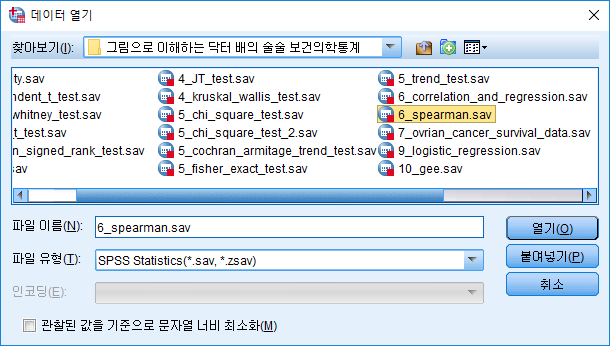 데이터 열기
찾아보기(I): 그림으로 이해하는 닥터 배의 술술 보건의학통계
ty.sav
ndent_t_test.sav
whitney_test.sav
t_test.sav
n_signed_rank_test.sav
sav
4_JT_test.sav
4_kruskal_wallis_test.sav
5_chi_square_test.sav
5_chi_square_test_2.sav
5_cochran_armitage_trend_test.sav
5_fisher_exact_test.sav
5_trend_test.sav
6_correlation_and_regression.sav
6_spearman.sav
7_ovrian_cancer_survival_data.sav
9_logistic_regression.sav
10_gee.sav
파일 이름(N): 6_spearman.sav
열기(O)
파일 유형(T): SPSS Statistics(*.sav, *.zsav)
붙여넣기(P)
인코딩(E):
취소
관찰된 값을 기준으로 문자열 너비 최소화(M)